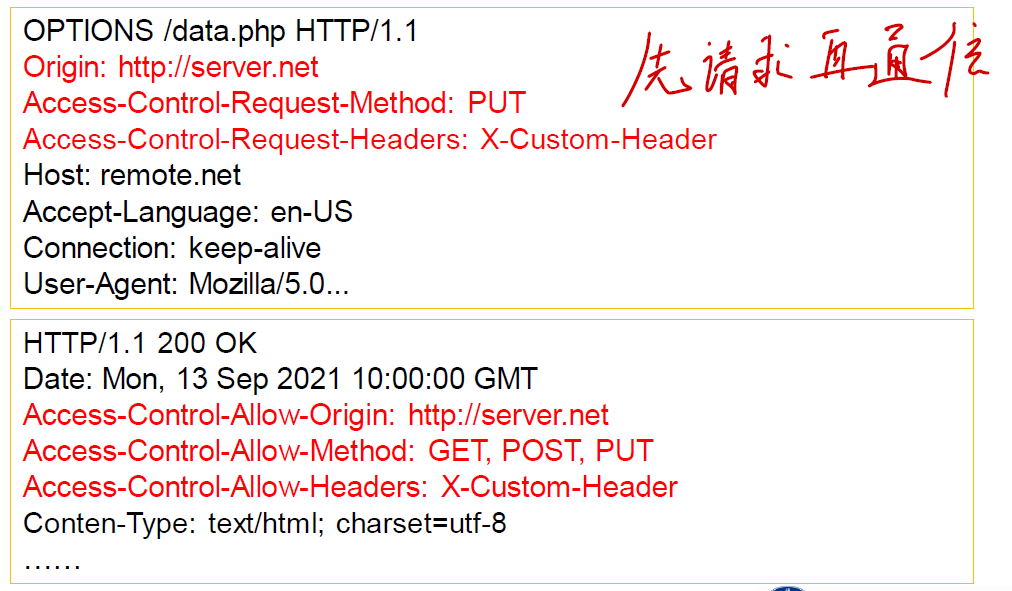 OPTIONS /data.php HTTP/1.1
Origin: http://server.net
Access-Control-Request-Method: PUT
Access-Control-Request-Headers: X-Custom-Header
Host: remote.net
Accept-Language: en-US
Connection: keep-alive
User-Agent: Mozilla/5.0...
先请求再通信
HTTP/1.1 200 OK
Date: Mon, 13 Sep 2021 10:00:00 GMT
Access-Control-Allow-Origin: http://server.net
Access-Control-Allow-Method: GET, POST, PUT
Access-Control-Allow-Headers: X-Custom-Header
Conten-Type: text/html; charset=utf-8
……